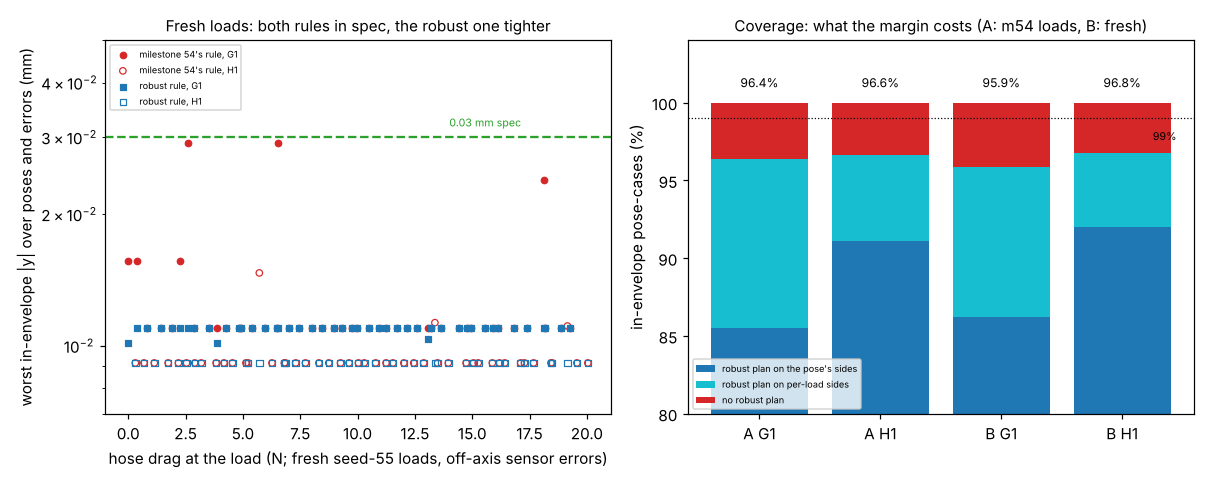 Fresh loads: both rules in spec, the robust one tighter
worst in-envelope |y| over poses and errors (mm)
milestone 54's rule, G1
milestone 54's rule, H1
robust rule, G1
robust rule, H1
0.03 mm spec
4 × 10⁻²
3 × 10⁻²
2 × 10⁻²
10⁻²
0.0 2.5 5.0 7.5 10.0 12.5 15.0 17.5 20.0
hose drag at the load (N; fresh seed-55 loads, off-axis sensor errors)
Coverage: what the margin costs (A: m54 loads, B: fresh)
in-envelope pose-cases (%)
96.4% 96.6% 95.9% 96.8%
99%
100
95
90
85
80
robust plan on the pose's sides
robust plan on per-load sides
no robust plan
A G1 A H1 B G1 B H1